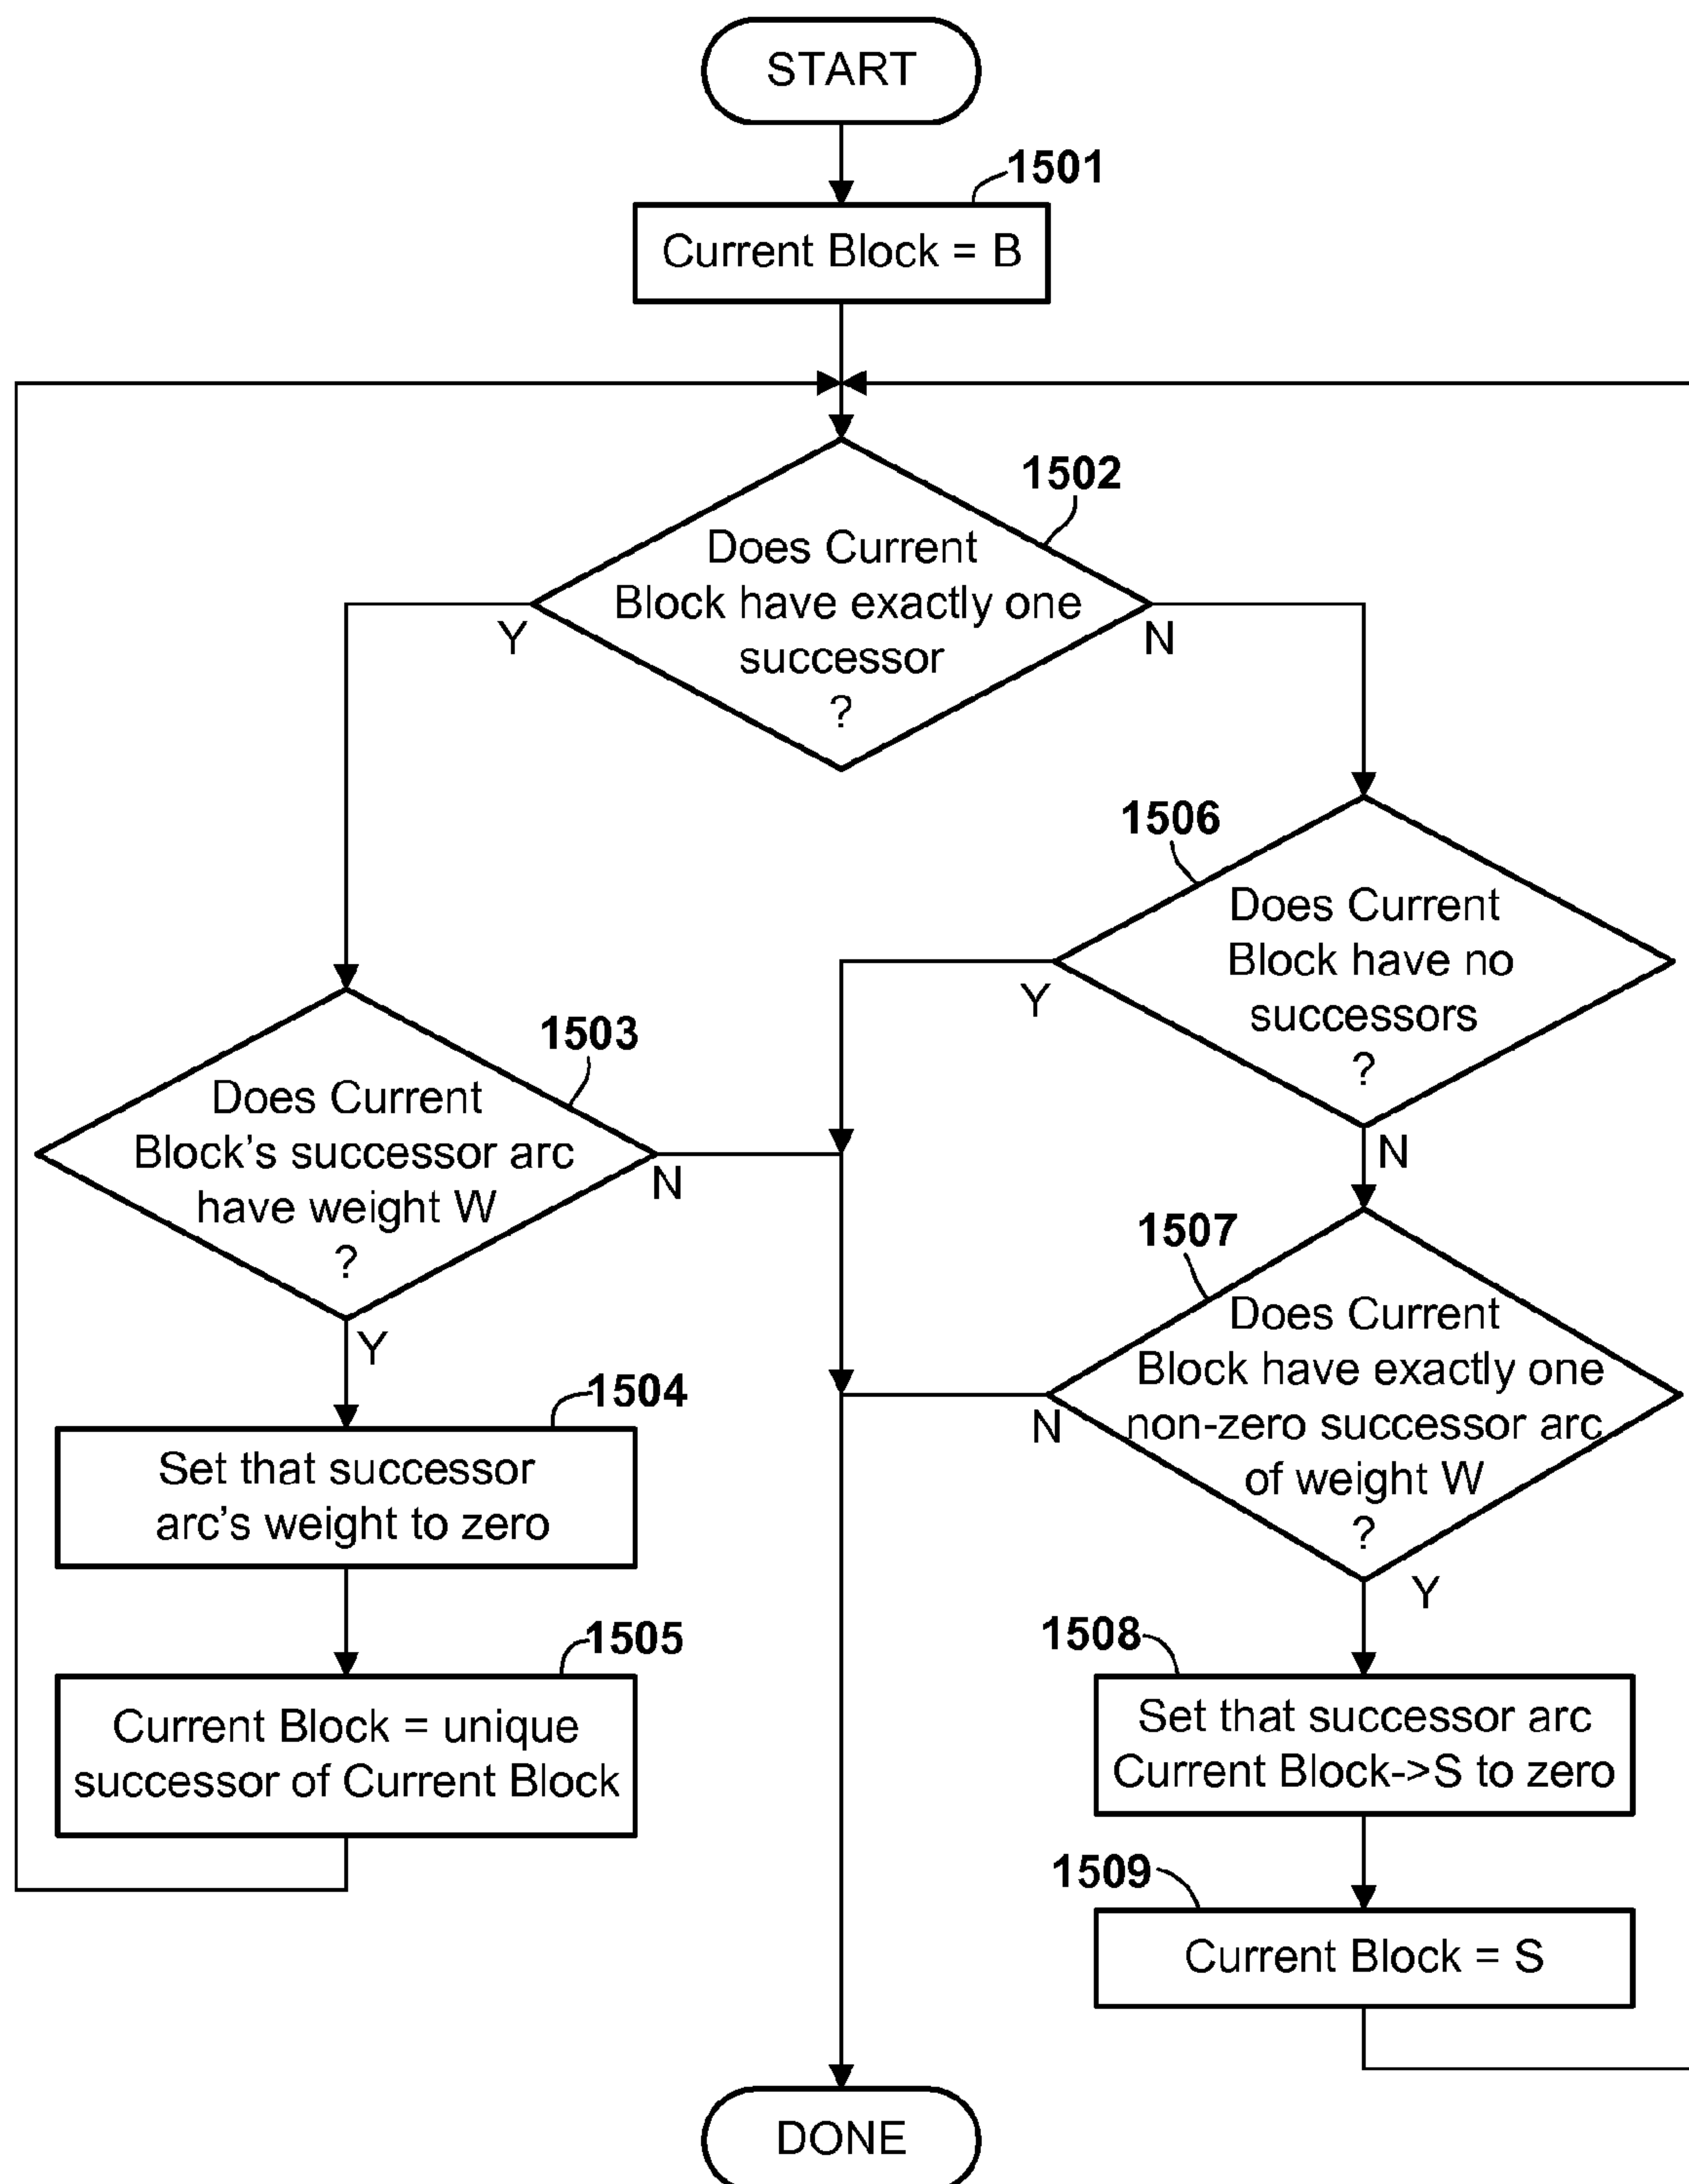 START
1501
Current Block = B
1502
Does Current
Block have exactly one
successor
?
Y
N
1506
Does Current
Block have no
successors
?
Y
N
1503
Does Current
Block's successor arc
have weight W
?
N
Y
1507
Does Current
Block have exactly one
non-zero successor arc
of weight W
?
N
Y
1504
Set that successor
arc's weight to zero
1505
Current Block = unique
successor of Current Block
1508
Set that successor arc
Current Block->S to zero
1509
Current Block = S
DONE